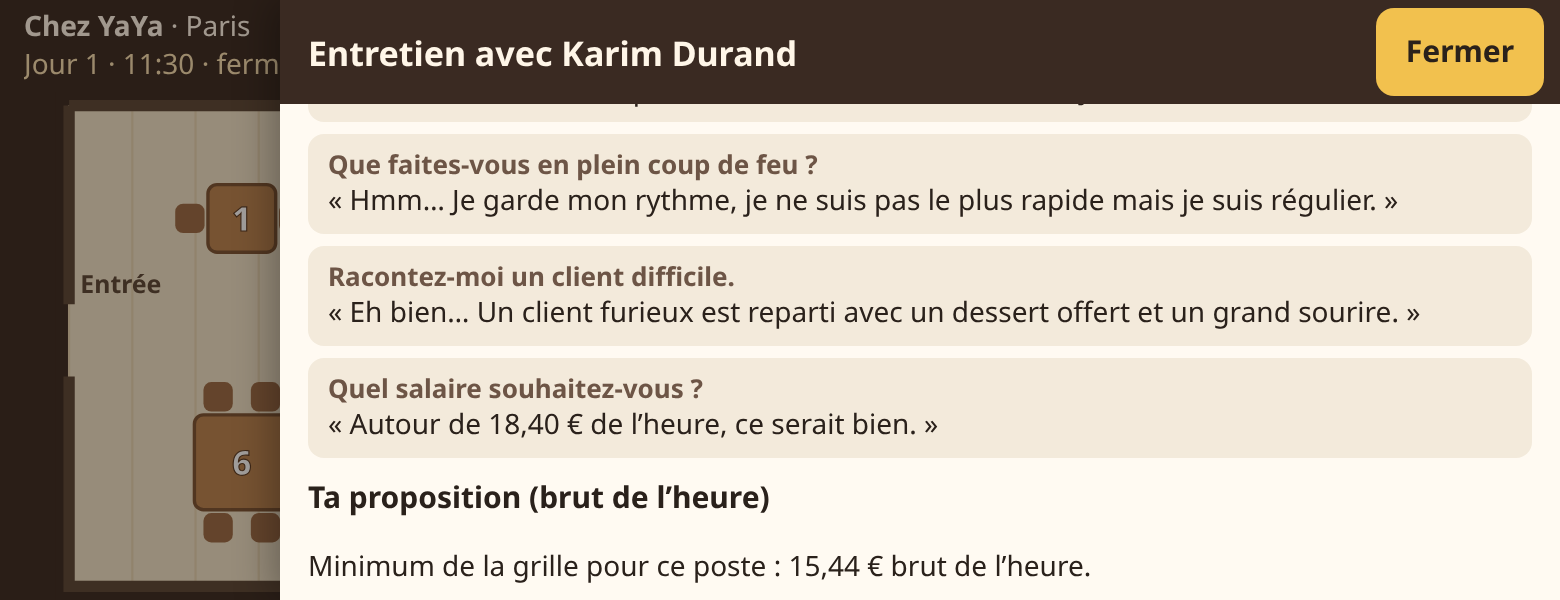 Chez YaYa · Paris
Jour 1 · 11:30 · ferm
Entretien avec Karim Durand
Fermer
1
Entrée
6
Que faites-vous en plein coup de feu ?
« Hmm… Je garde mon rythme, je ne suis pas le plus rapide mais je suis régulier. »
Racontez-moi un client difficile.
« Eh bien… Un client furieux est reparti avec un dessert offert et un grand sourire. »
Quel salaire souhaitez-vous ?
« Autour de 18,40 € de l’heure, ce serait bien. »
Ta proposition (brut de l’heure)
Minimum de la grille pour ce poste : 15,44 € brut de l’heure.